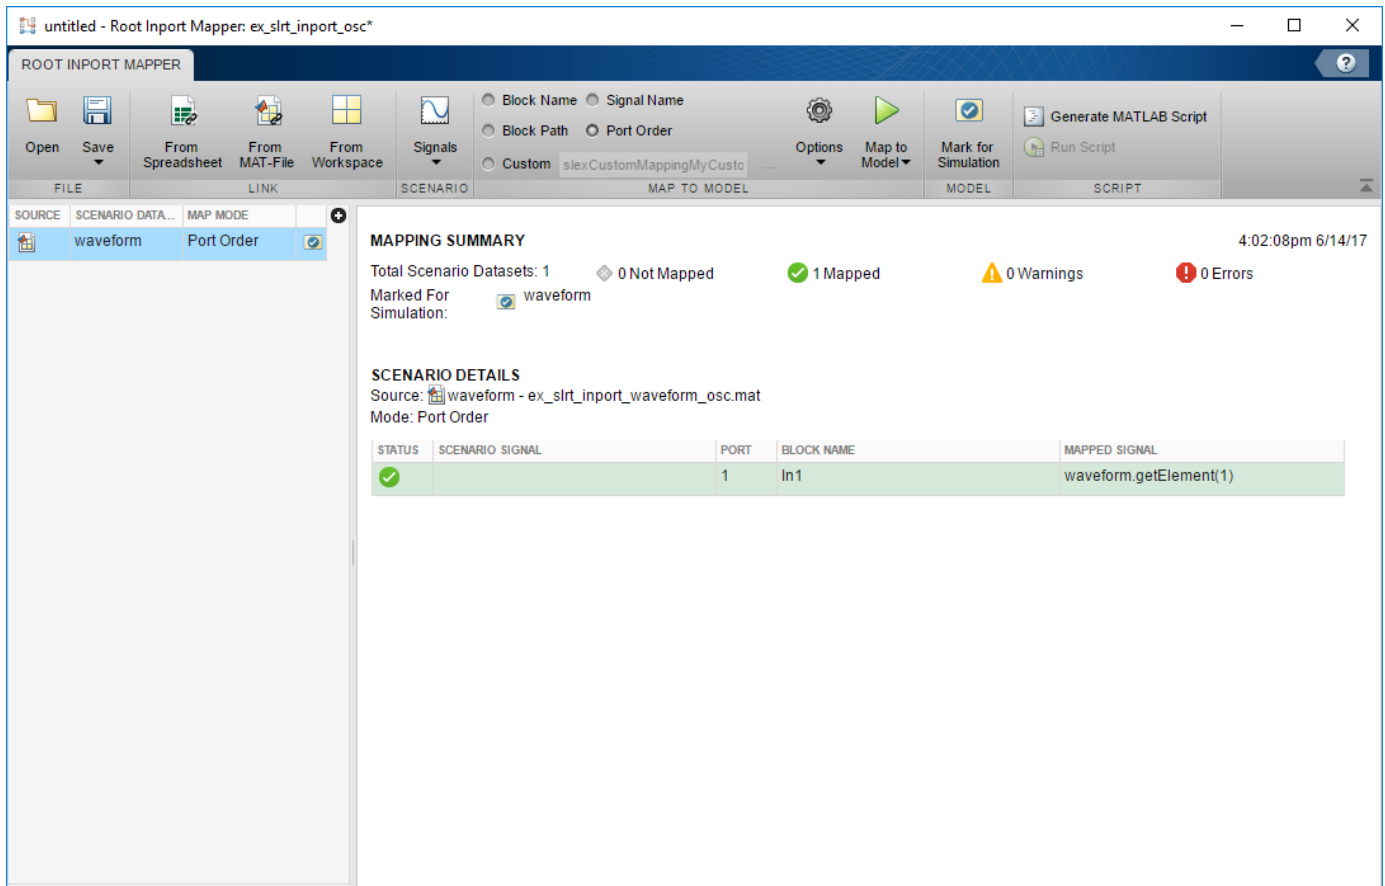 untitled - Root Inport Mapper: ex_slrt_inport_osc*
ROOT INPORT MAPPER
?
Block Name Signal Name
Block Path Port Order
Custom slexCustomMappingMyCusto ...
Open Save From Spreadsheet From MAT-File From Workspace Signals Options Map to Model Mark for Simulation Generate MATLAB Script
Run Script
FILE LINK SCENARIO MAP TO MODEL MODEL SCRIPT
SOURCE SCENARIO DATA... MAP MODE
waveform Port Order
MAPPING SUMMARY 4:02:08pm 6/14/17
Total Scenario Datasets: 1 0 Not Mapped 1 Mapped 0 Warnings 0 Errors
Marked For Simulation: waveform
SCENARIO DETAILS
Source: waveform - ex_slrt_inport_waveform_osc.mat
Mode: Port Order
STATUS SCENARIO SIGNAL PORT BLOCK NAME MAPPED SIGNAL
1 In1 waveform.getElement(1)